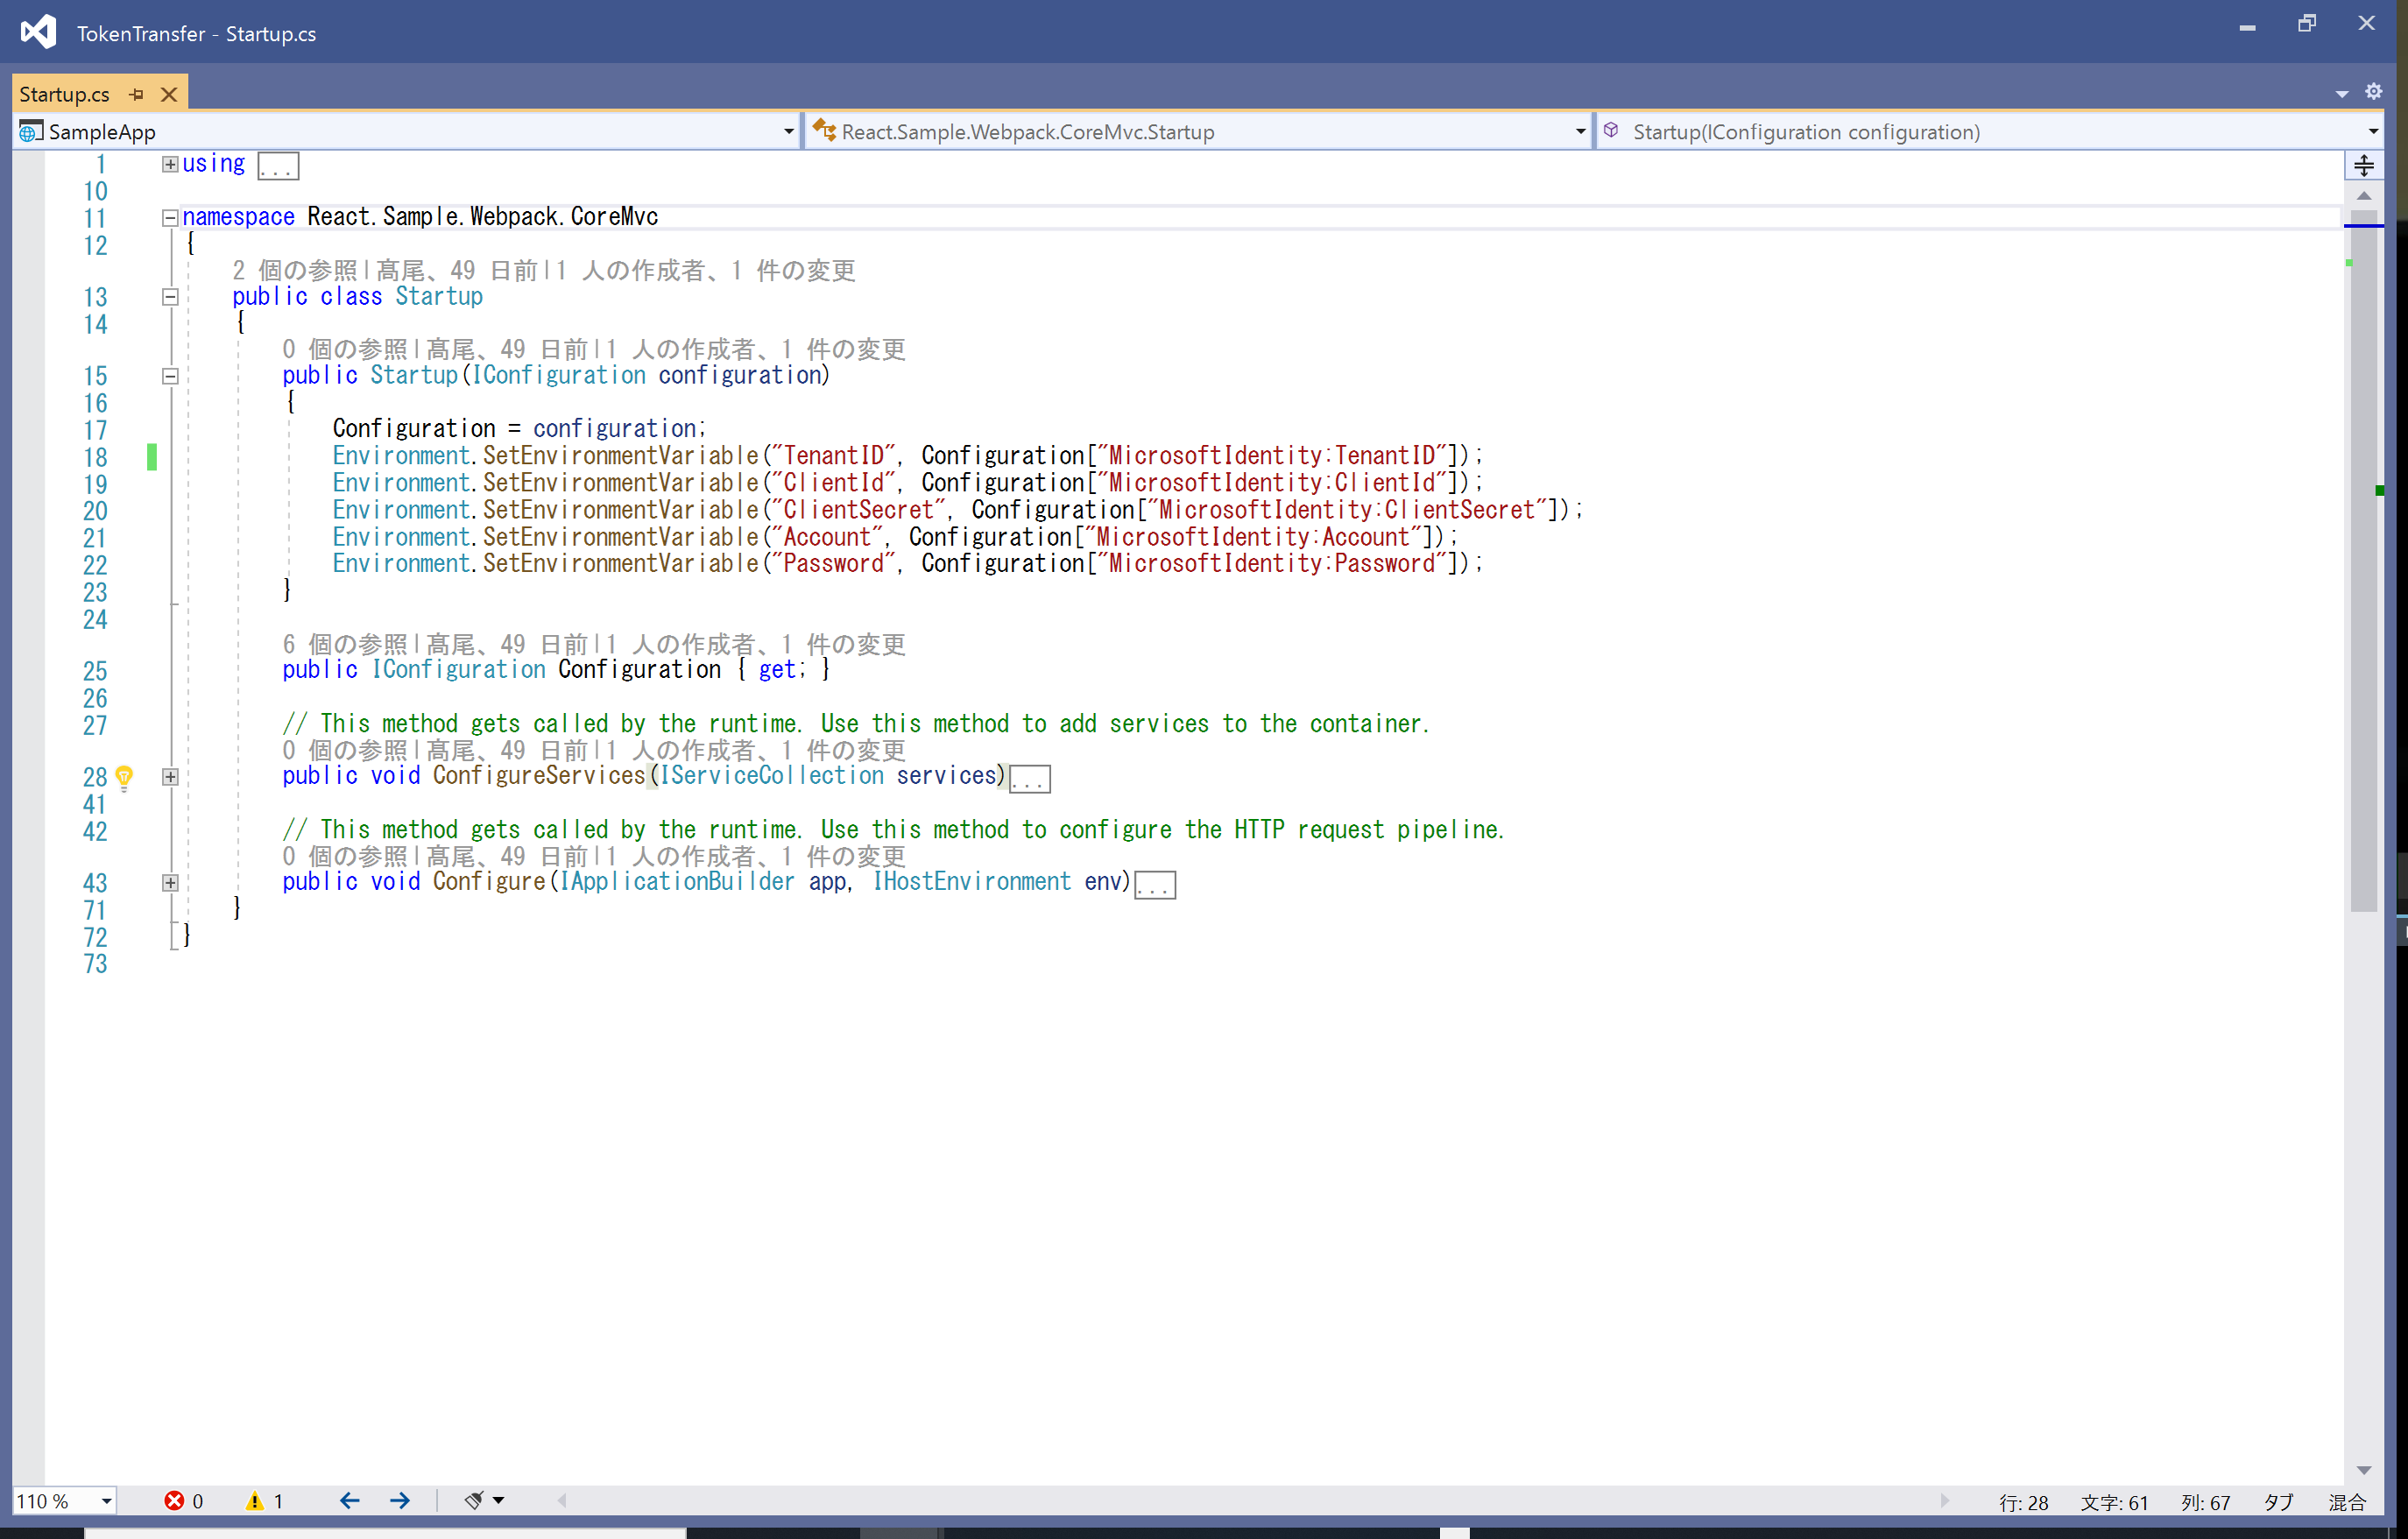 TokenTransfer - Startup.cs
Startup.cs
SampleApp React.Sample.Webpack.CoreMvc.Startup Startup(IConfiguration configuration)
1 using ...
10
11 namespace React.Sample.Webpack.CoreMvc
12 {
2 個の参照|髙尾、49 日前|1 人の作成者、1 件の変更
13 public class Startup
14 {
0 個の参照|髙尾、49 日前|1 人の作成者、1 件の変更
15 public Startup(IConfiguration configuration)
16 {
17 Configuration = configuration;
18 Environment.SetEnvironmentVariable("TenantID", Configuration["MicrosoftIdentity:TenantID"]);
19 Environment.SetEnvironmentVariable("ClientId", Configuration["MicrosoftIdentity:ClientId"]);
20 Environment.SetEnvironmentVariable("ClientSecret", Configuration["MicrosoftIdentity:ClientSecret"]);
21 Environment.SetEnvironmentVariable("Account", Configuration["MicrosoftIdentity:Account"]);
22 Environment.SetEnvironmentVariable("Password", Configuration["MicrosoftIdentity:Password"]);
23 }
24
6 個の参照|髙尾、49 日前|1 人の作成者、1 件の変更
25 public IConfiguration Configuration { get; }
26
27 // This method gets called by the runtime. Use this method to add services to the container.
0 個の参照|髙尾、49 日前|1 人の作成者、1 件の変更
28 public void ConfigureServices(IServiceCollection services)...
41
42 // This method gets called by the runtime. Use this method to configure the HTTP request pipeline.
0 個の参照|髙尾、49 日前|1 人の作成者、1 件の変更
43 public void Configure(IApplicationBuilder app, IHostEnvironment env)...
71 }
72 }
73
110 % 0 1 行: 28 文字: 61 列: 67 タブ 混合